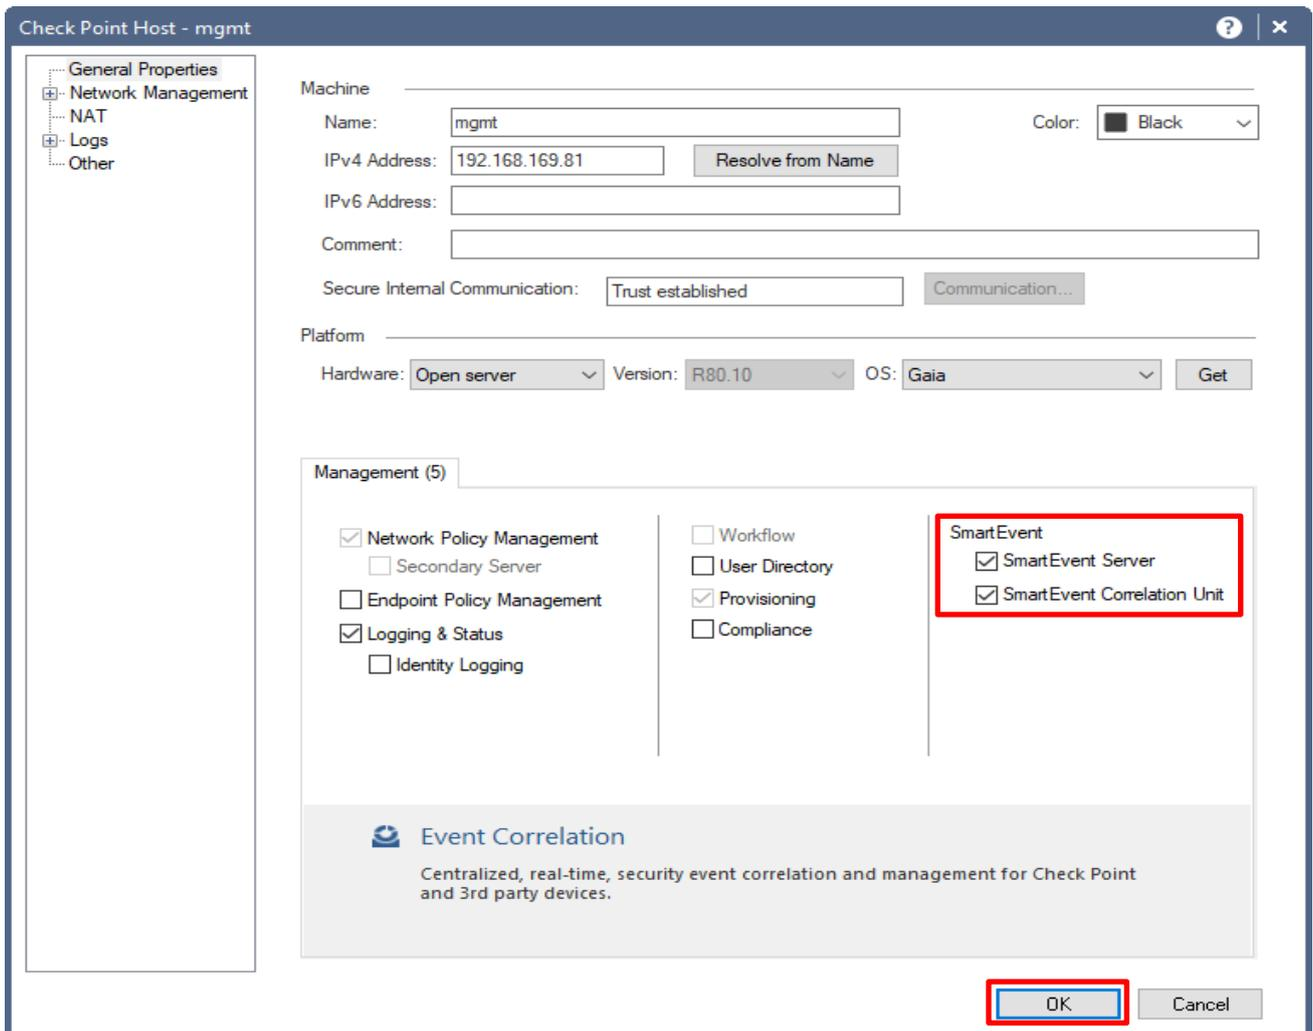 Check Point Host - mgmt
?
General Properties
Network Management
NAT
Logs
Other
Machine
Name: mgmt Color: Black
IPv4 Address: 192.168.169.81 Resolve from Name
IPv6 Address:
Comment:
Secure Internal Communication: Trust established Communication...
Platform
Hardware: Open server Version: R80.10 OS: Gaia Get
Management (5)
Network Policy Management
Secondary Server
Endpoint Policy Management
Logging & Status
Identity Logging
Workflow
User Directory
Provisioning
Compliance
SmartEvent
SmartEvent Server
SmartEvent Correlation Unit
Event Correlation
Centralized, real-time, security event correlation and management for Check Point
and 3rd party devices.
OK Cancel